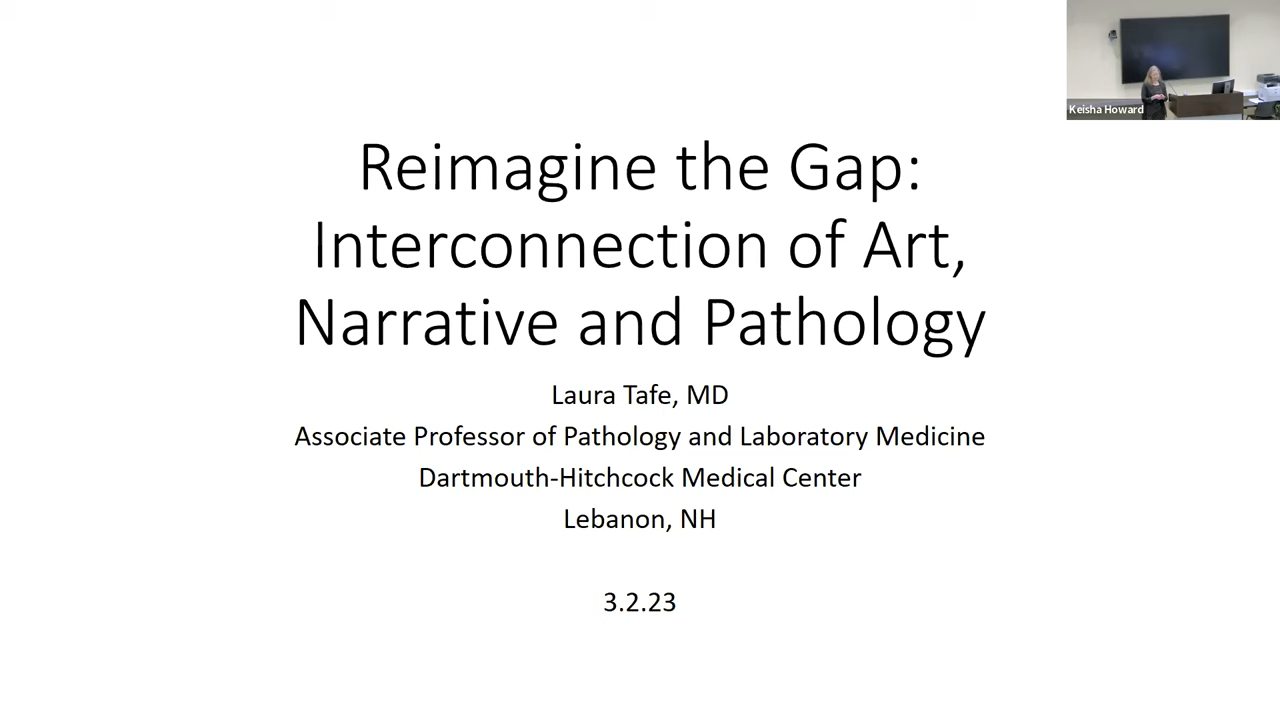 Keisha Howard
Reimagine the Gap:
Interconnection of Art,
Narrative and Pathology
Laura Tafe, MD
Associate Professor of Pathology and Laboratory Medicine
Dartmouth-Hitchcock Medical Center
Lebanon, NH
3.2.23